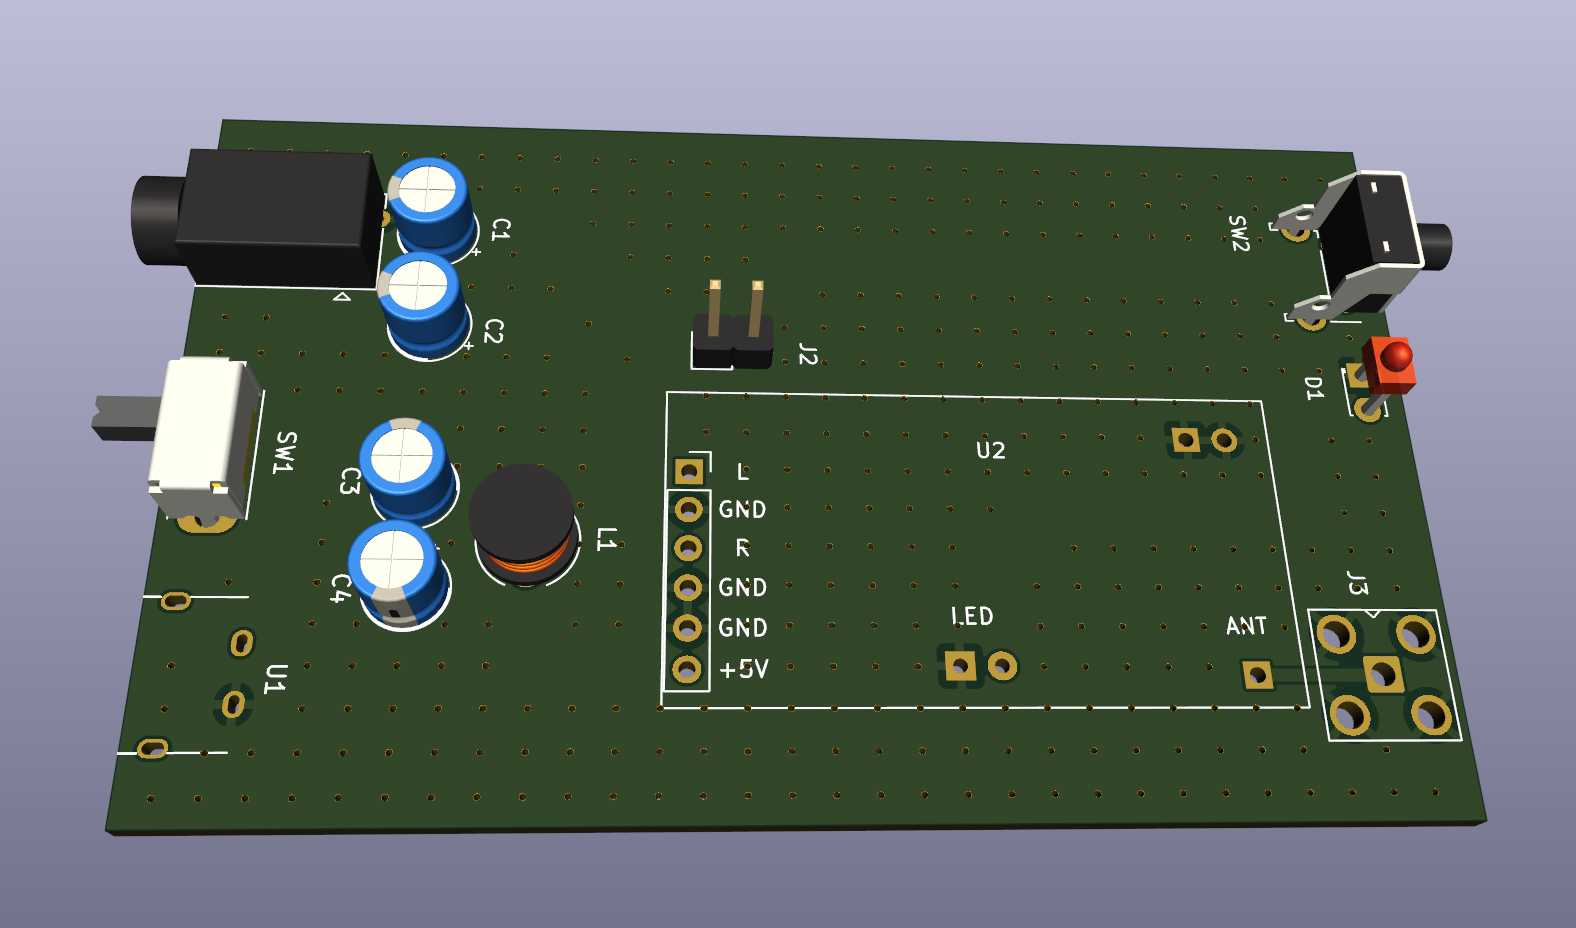 C1
+
SW2
C2
+
J2
D1
SW1
U2
C3
L
GND
L1
R
C4
GND
J3
LED
GND
ANT
U1
+5V